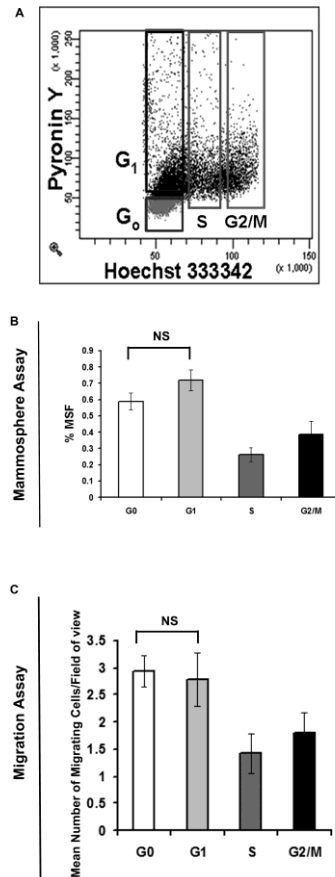 A
(x 1,000)
Pyronin Y
250
200
150
100
50
G1
Go
S
G2/M
50
100
150
(x 1,000)
Hoechst 333342
B
Mammosphere Assay
NS
% MSF
0.9
0.8
0.7
0.6
0.5
0.4
0.3
0.2
0.1
0
G0 G1 S G2/M
C
Migration Assay
NS
Mean Number of Migrating Cells/Field of view
3.5
3
2.5
2
1.5
1
0.5
0
G0 G1 S G2/M